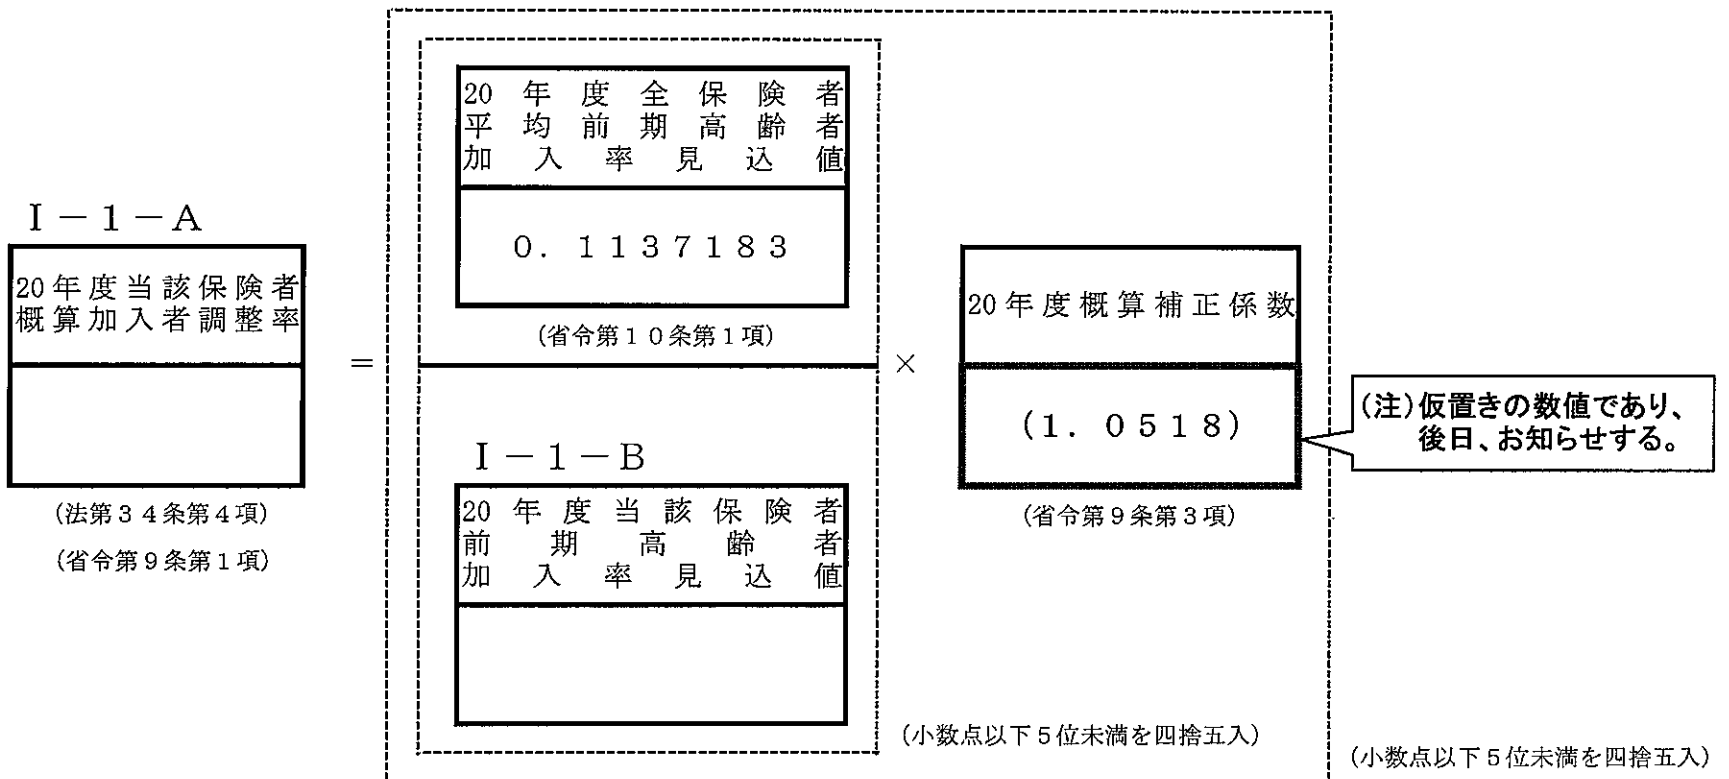 Ⅰ－１－Ａ
20年度当該保険者
概算加入者調整率
(法第３４条第４項)
(省令第９条第１項)
＝
20年度全保険者
平均前期高齢者
加入率見込値
０．１１３７１８３
(省令第１０条第１項)
Ⅰ－１－Ｂ
20年度当該保険者
前期高齢者
加入率見込値
(小数点以下５位未満を四捨五入)
×
20年度概算補正係数
(１．０５１８)
(省令第９条第３項)
(注)仮置きの数値であり、
後日、お知らせする。
(小数点以下５位未満を四捨五入)